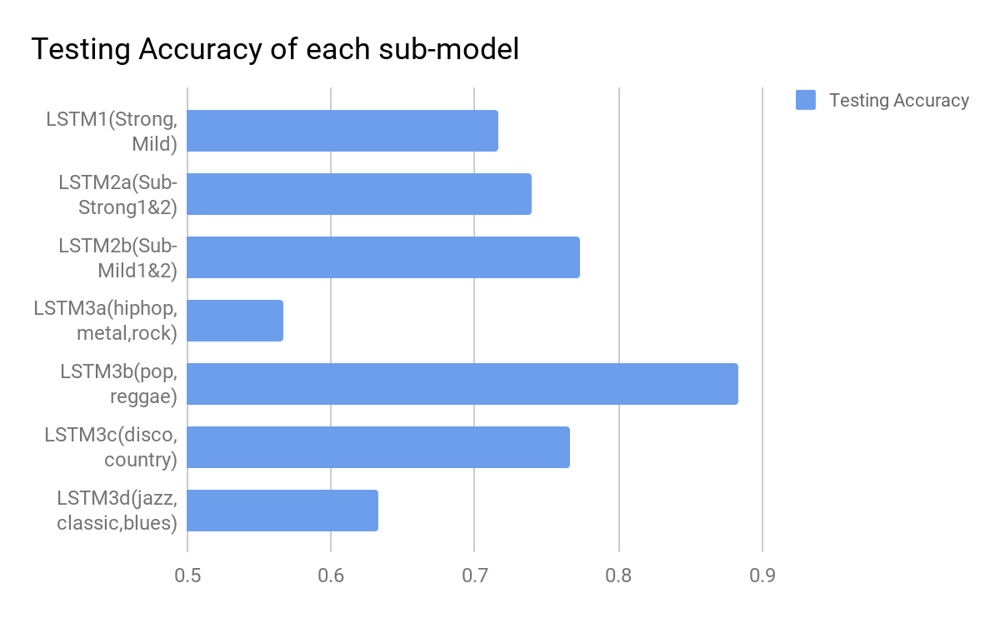 Testing Accuracy of each sub-model
Testing Accuracy
LSTM1(Strong,
Mild)
LSTM2a(Sub-
Strong1&2)
LSTM2b(Sub-
Mild1&2)
LSTM3a(hiphop,
metal,rock)
LSTM3b(pop,
reggae)
LSTM3c(disco,
country)
LSTM3d(jazz,
classic,blues)
0.5 0.6 0.7 0.8 0.9